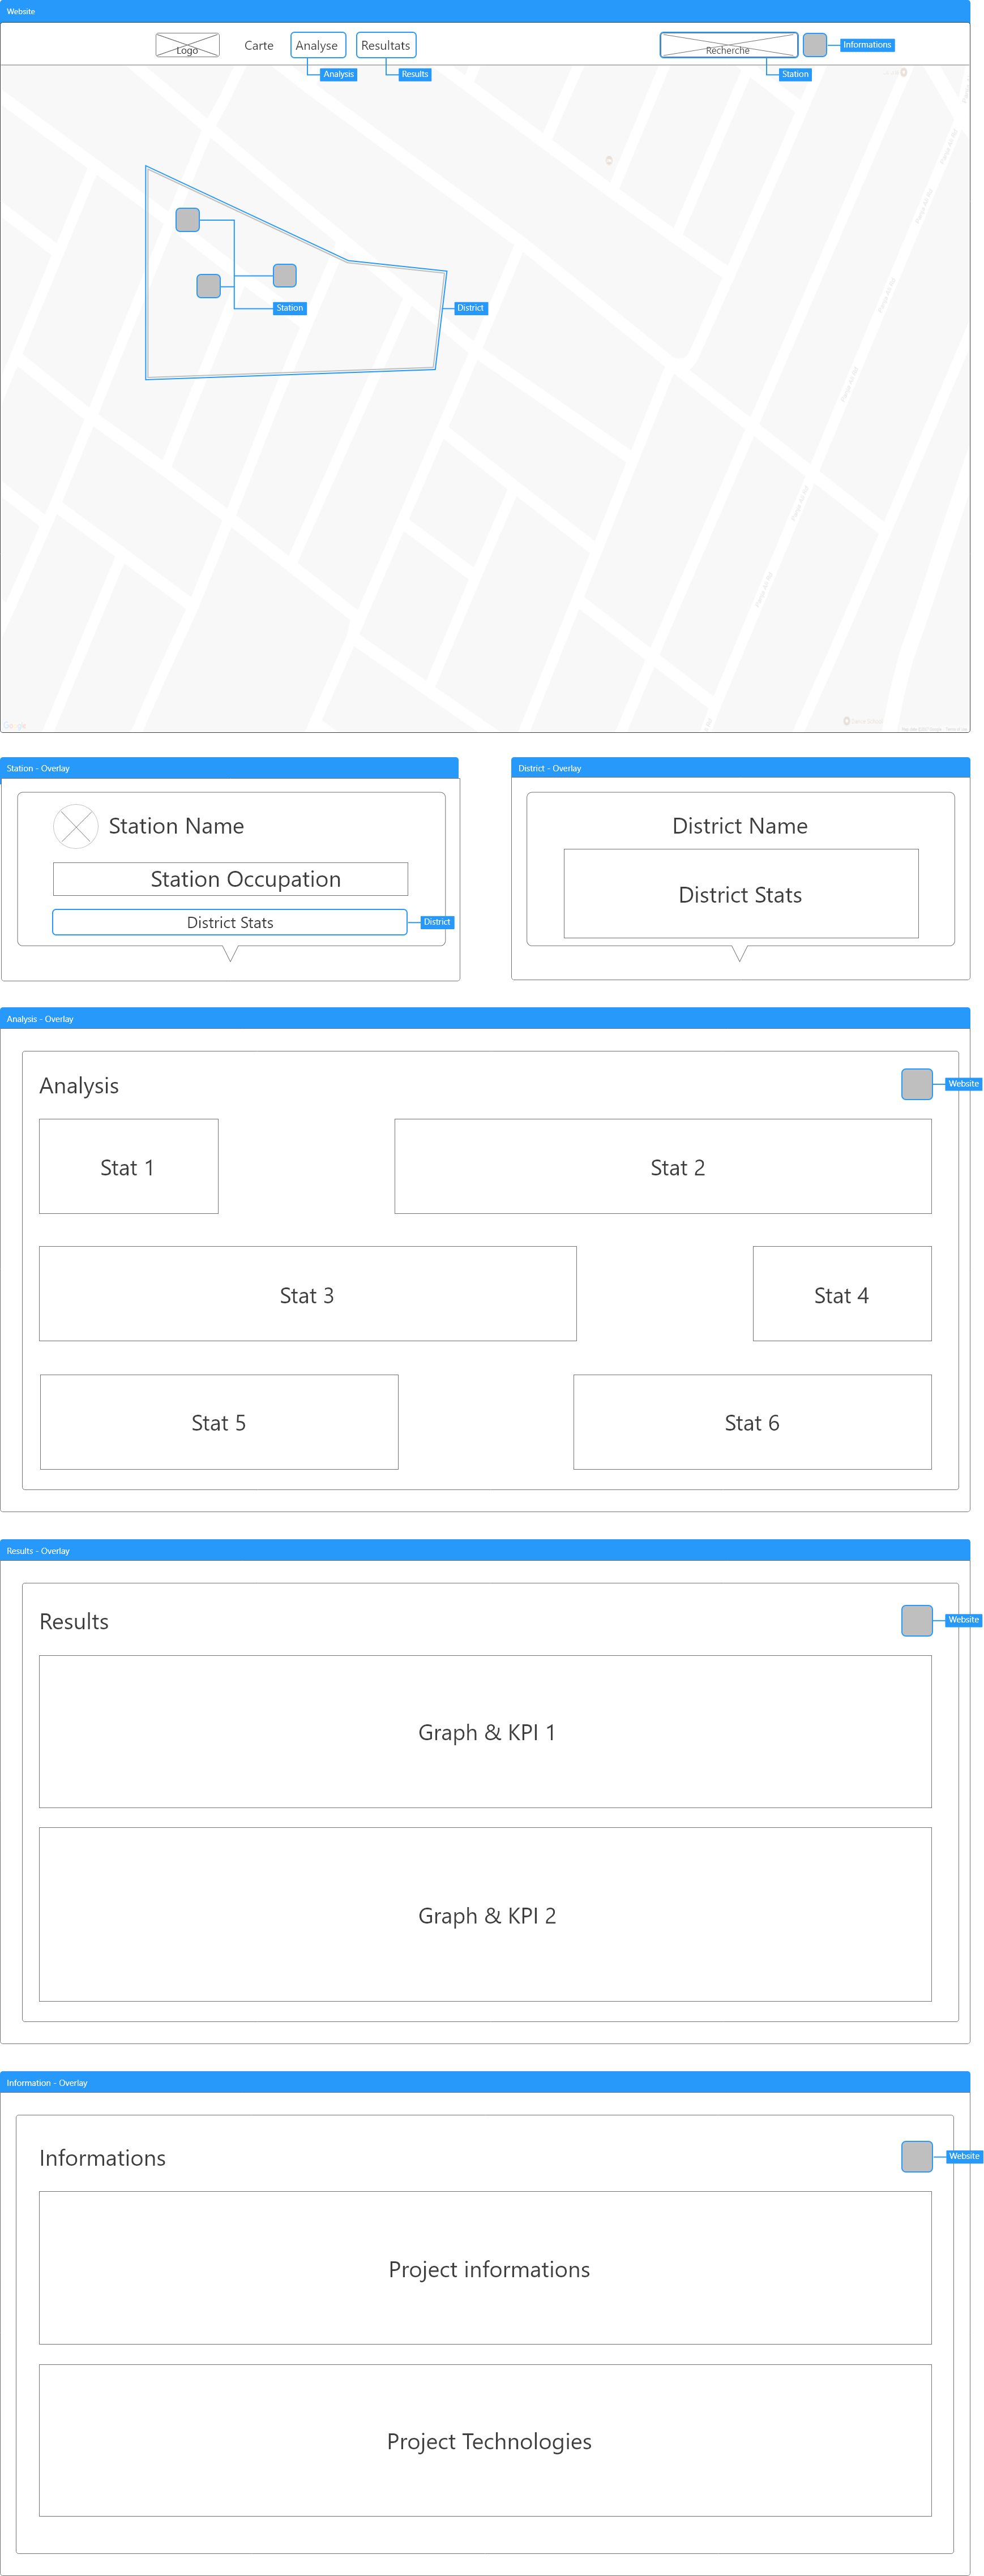 Website
Logo
Carte
Analyse
Resultats
Recherche
Informations
Analysis
Results
Station
Station
District
Google
Station - Overlay
District - Overlay
Station Name
District Name
Station Occupation
District Stats
District Stats
District
Analysis - Overlay
Analysis
Website
Stat 1
Stat 2
Stat 3
Stat 4
Stat 5
Stat 6
Results - Overlay
Results
Website
Graph & KPI 1
Graph & KPI 2
Information - Overlay
Informations
Website
Project informations
Project Technologies